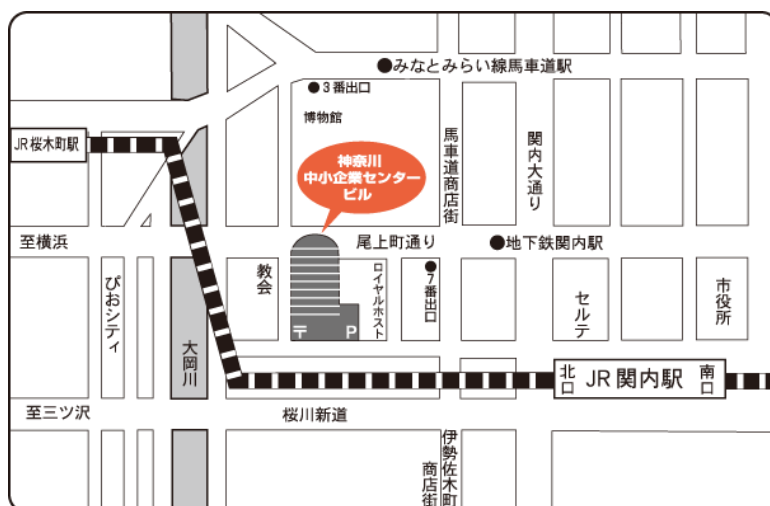 ●みなとみらい線馬車道駅
●3番出口
博物館
JR桜木町駅
神奈川
中小企業センター
ビル
馬車道商店街
関内大通り
至横浜
尾上町通り
●地下鉄関内駅
ぴおシティ
大岡川
教会
ロイヤルホスト
●7番出口
セルテ
市役所
〒
P
北口
JR関内駅
南口
至三ツ沢
桜川新道
伊勢佐木町
商店街